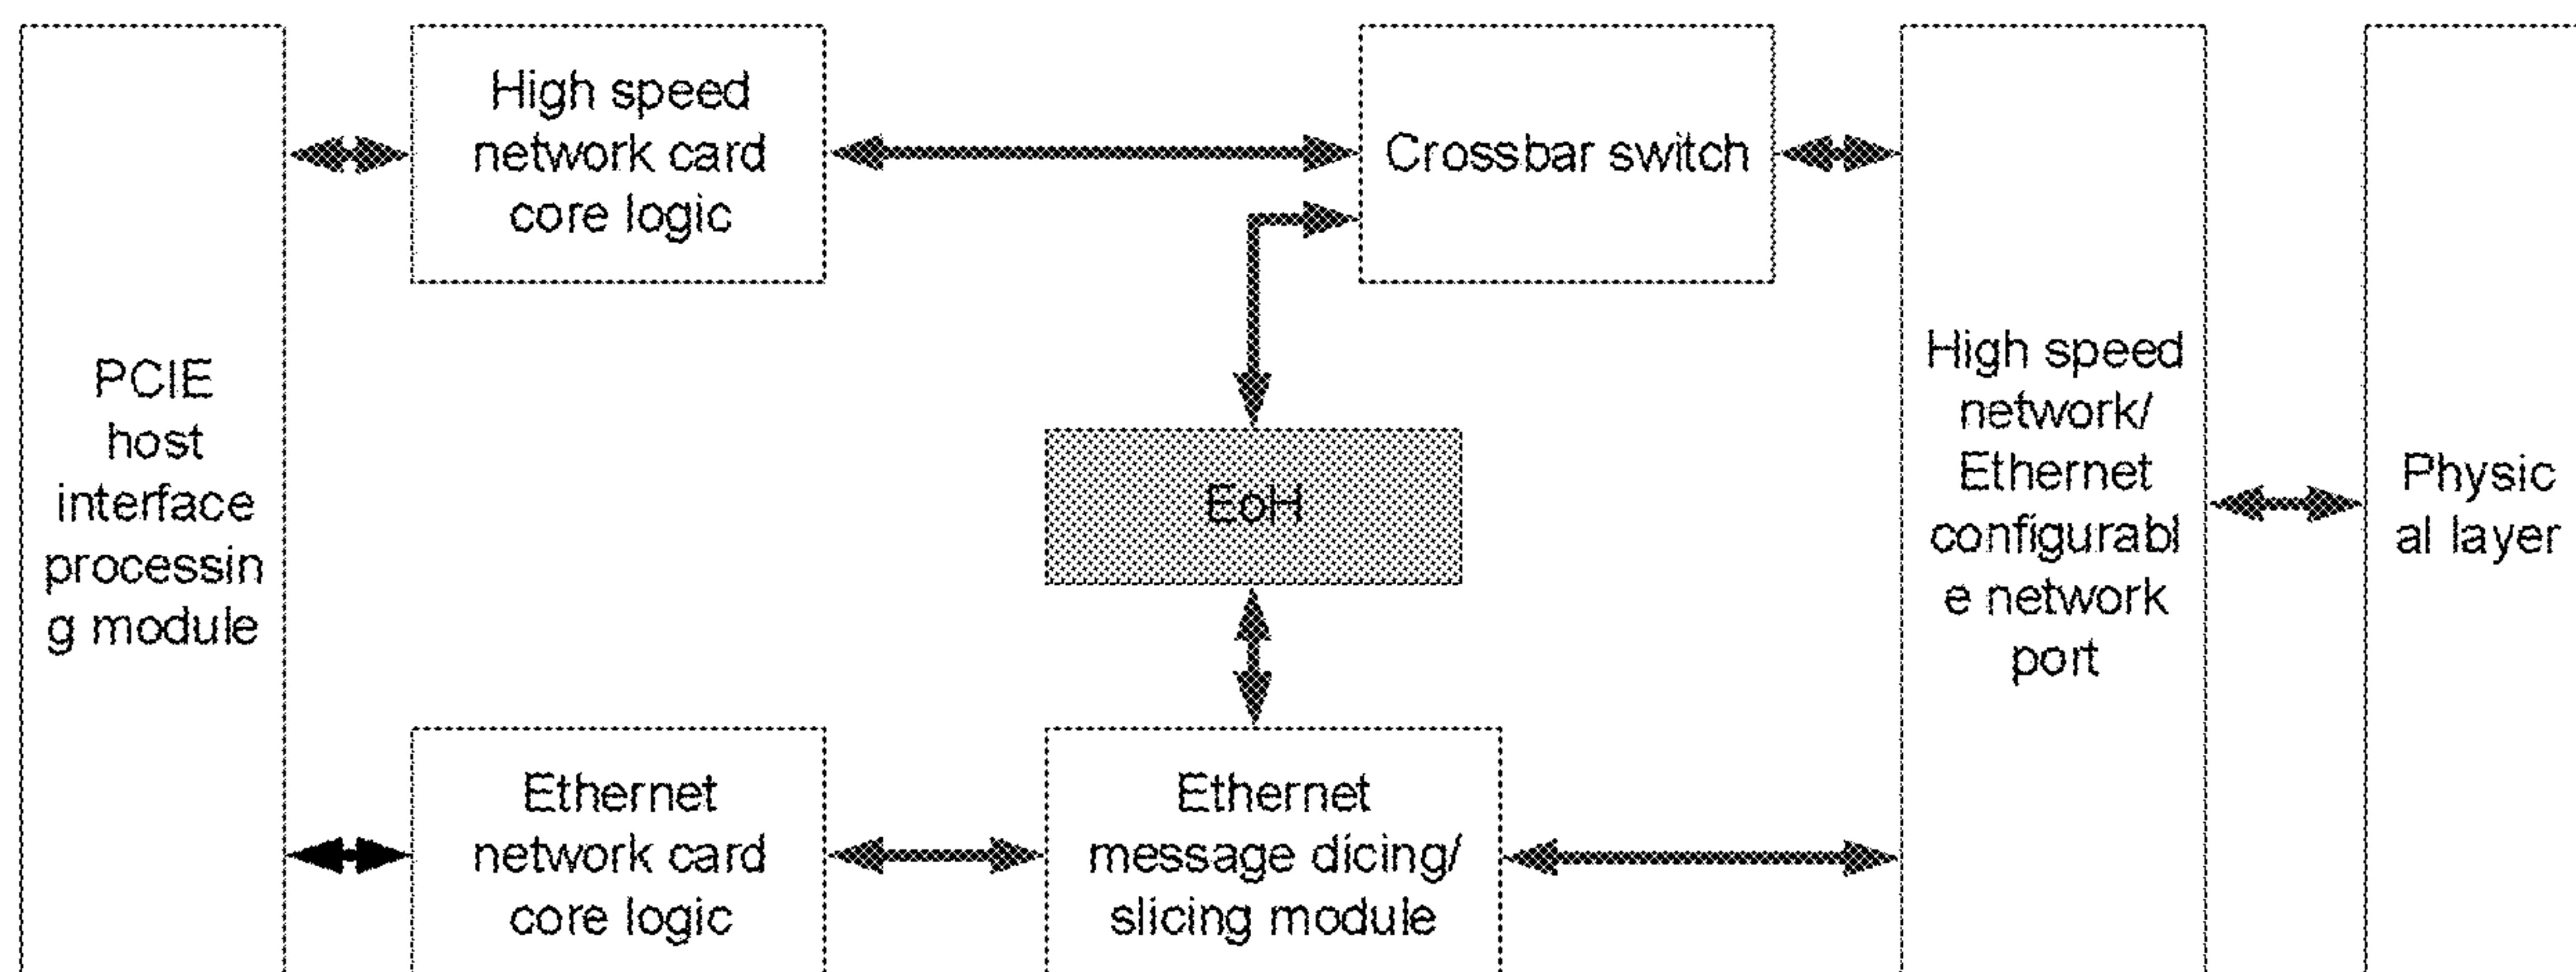 PCIE
host
interface
processin
g module
High speed
network card
core logic
Crossbar switch
EoH
Ethernet
network card
core logic
Ethernet
message dicing/
slicing module
High speed
network/
Ethernet
configurabl
e network
port
Physic
al layer